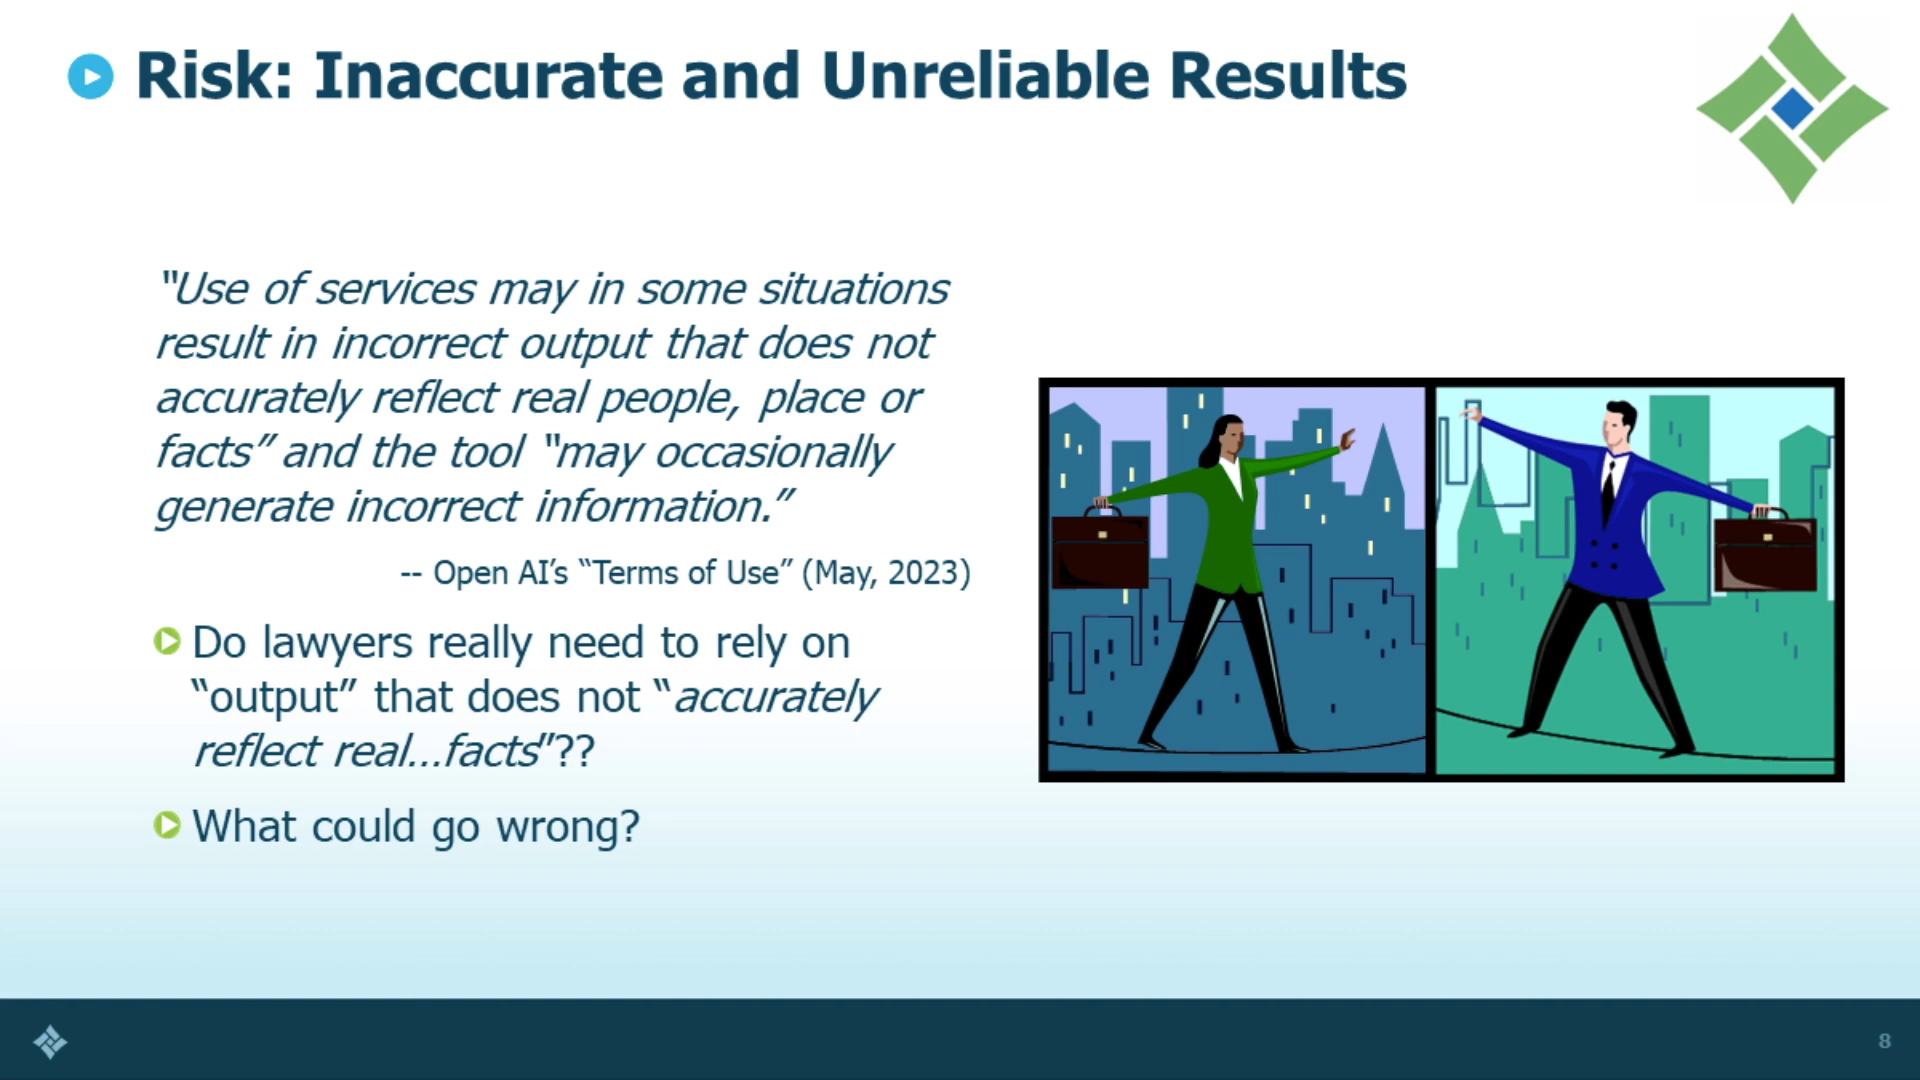 Risk: Inaccurate and Unreliable Results
“Use of services may in some situations
result in incorrect output that does not
accurately reflect real people, place or
facts” and the tool “may occasionally
generate incorrect information.”
-- Open AI’s “Terms of Use” (May, 2023)
Do lawyers really need to rely on
“output” that does not “accurately
reflect real...facts”??
What could go wrong?
8